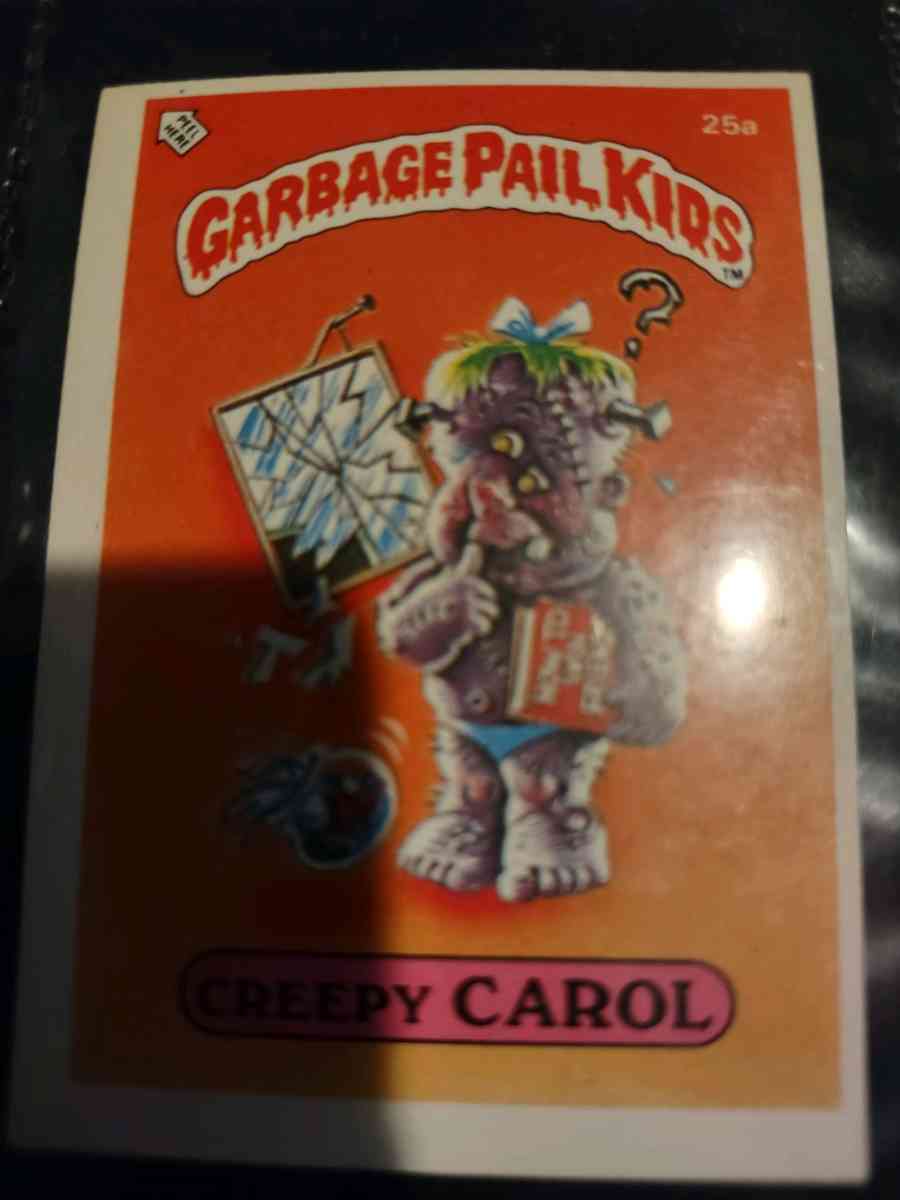 PEEL
HERE
25a
GARBAGE PAIL KIDS
TM
?
CREEPY CAROL